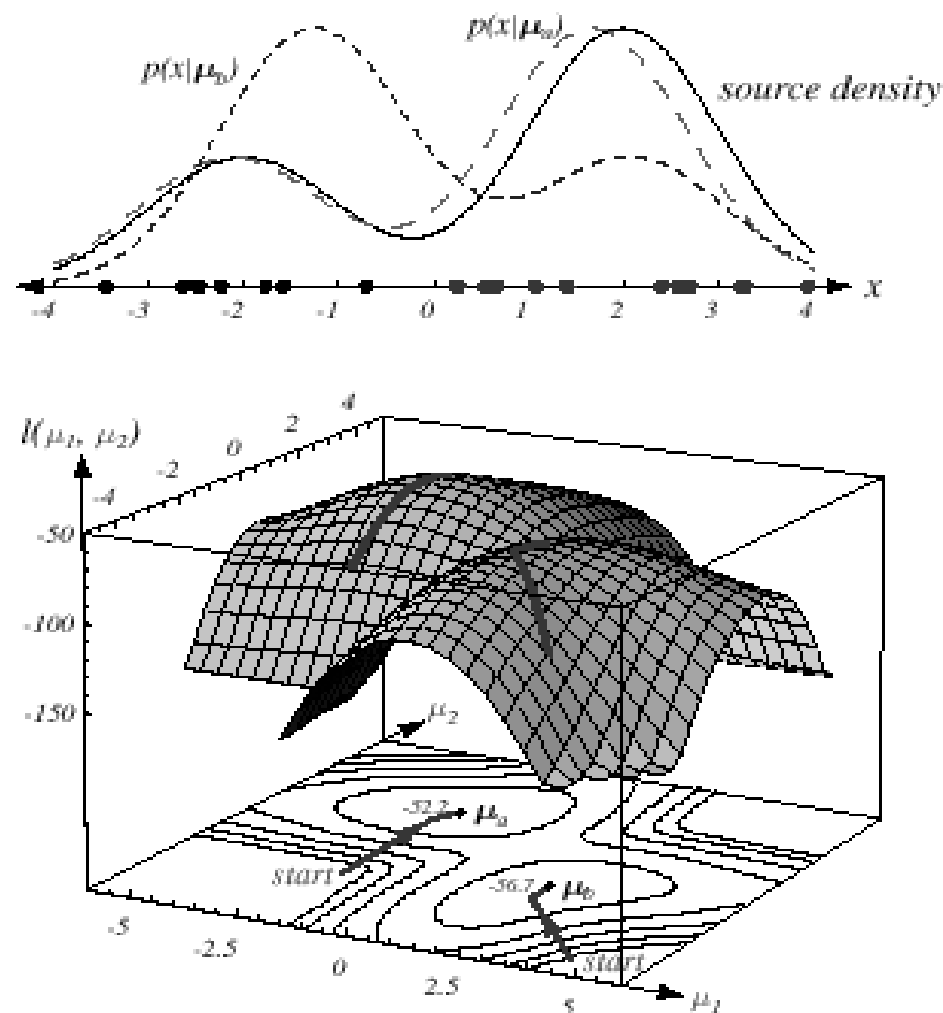 p(x|μb)
p(x|μa)
source density
-4 -3 -2 -1 0 1 2 3 4 x
l(μ1, μ2)
-4 -2 0 2 4
-50
-100
-150
μ2
-52.2 μa
start
-56.7 μb
start
-5 -2.5 0 2.5 5 μ1